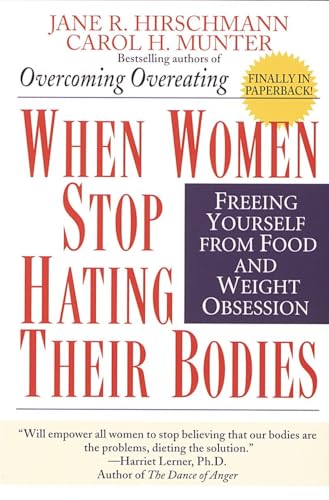 JANE R. HIRSCHMANN
CAROL H. MUNTER
Bestselling authors of
Overcoming Overeating
FINALLY IN
PAPERBACK!
WHEN WOMEN
STOP
HATING
THEIR BODIES
FREEING
YOURSELF
FROM FOOD
AND
WEIGHT
OBSESSION
“Will empower all women to stop believing that our bodies are
the problems, dieting the solution.”
—Harriet Lerner, Ph.D.
Author of The Dance of Anger